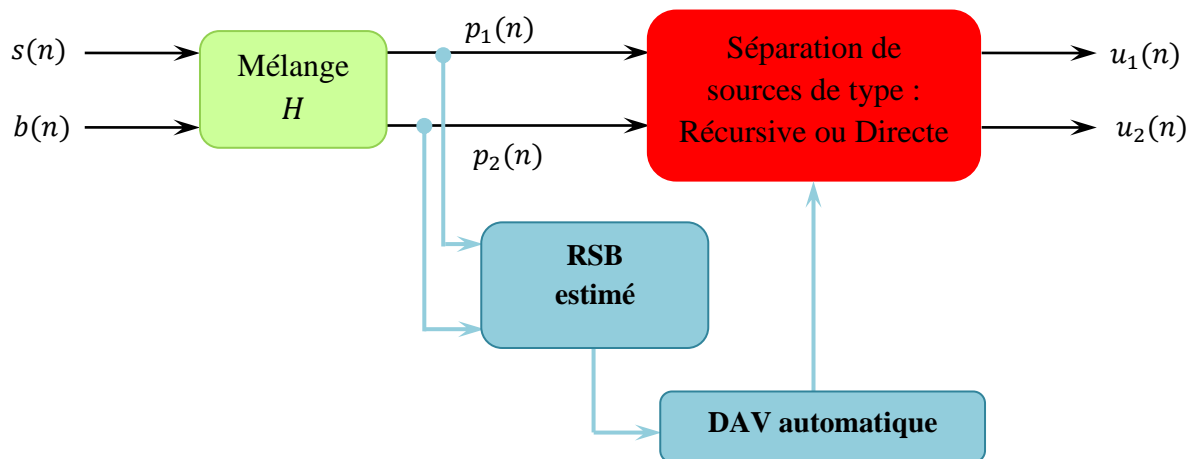 s(n)
b(n)
Mélange
H
p₁(n)
p₂(n)
Séparation de
sources de type :
Récursive ou Directe
u₁(n)
u₂(n)
RSB
estimé
DAV automatique